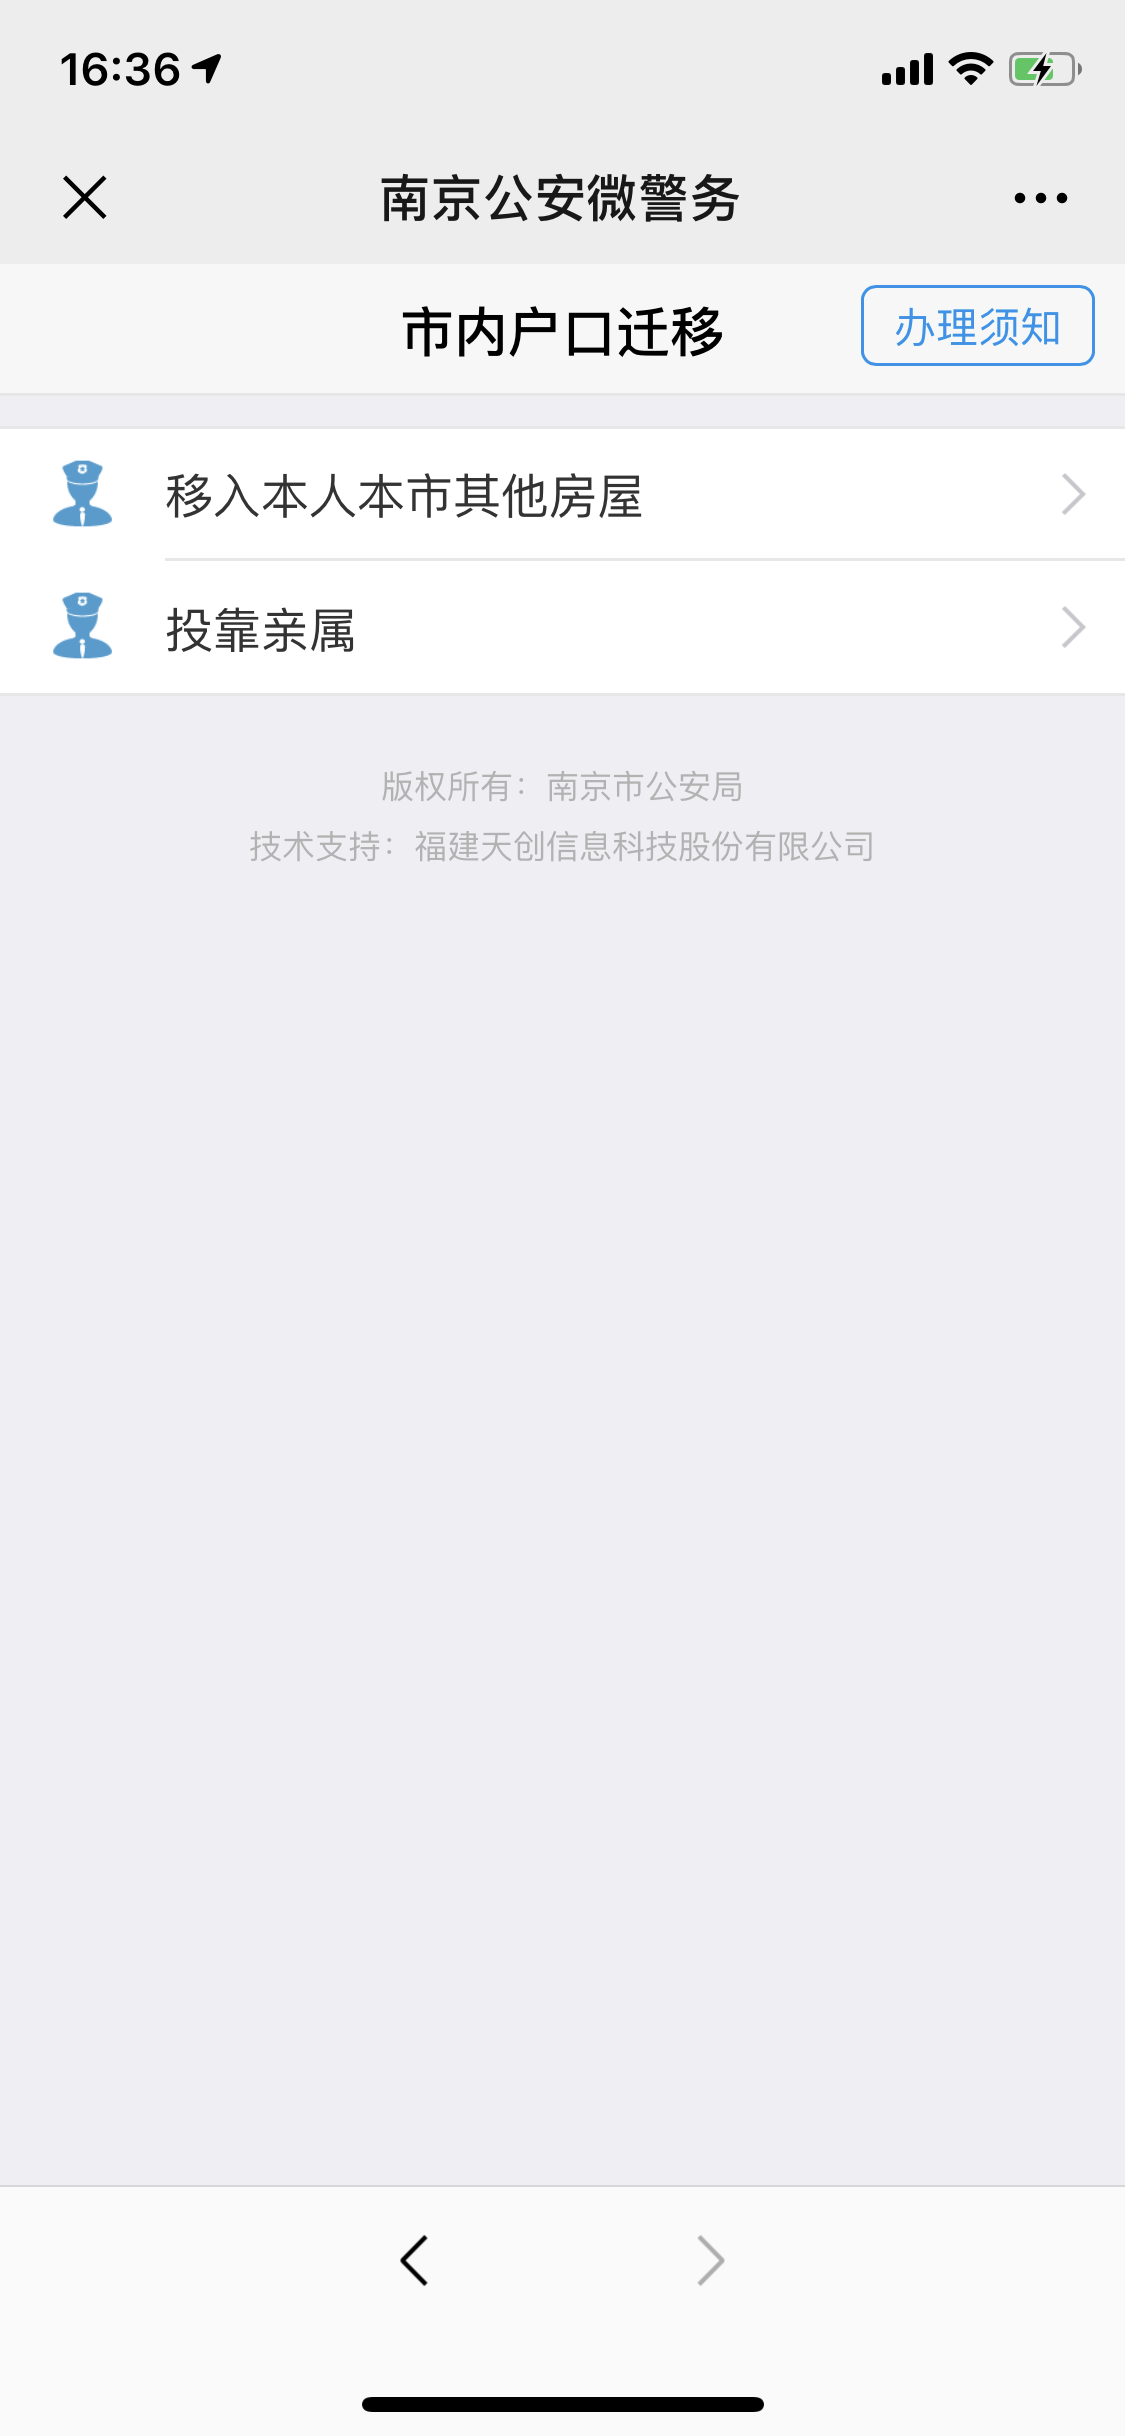 16:36
南京公安微警务
市内户口迁移
办理须知
移入本人本市其他房屋
投靠亲属
版权所有：南京市公安局
技术支持：福建天创信息科技股份有限公司